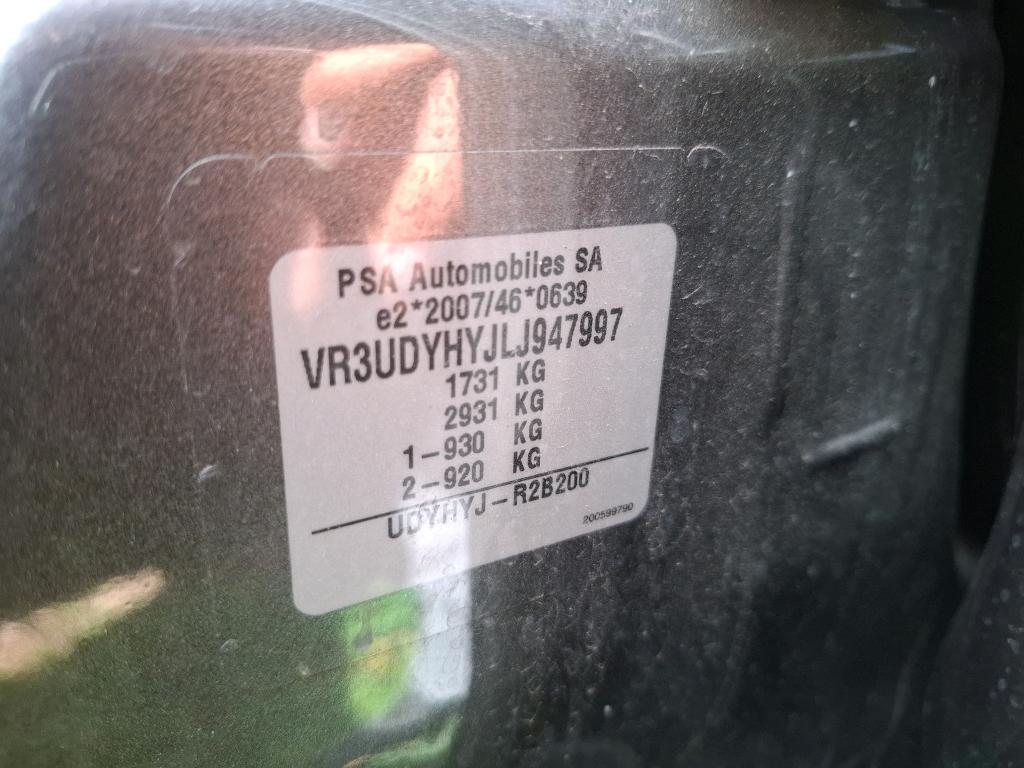 PSA Automobiles SA
e2*2007/46*0639
VR3UDYHYJLJ947997
1731 KG
2931 KG
1-930 KG
2-920 KG
UDYHYJ-R2B200
200599790